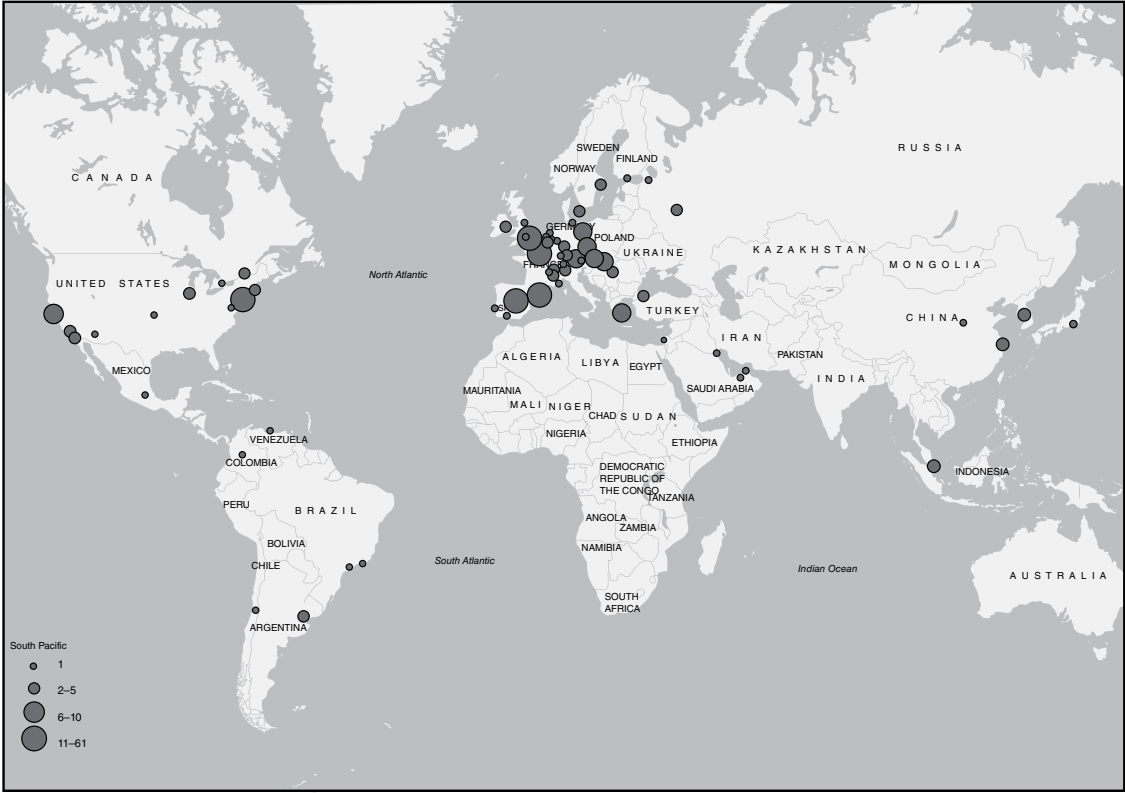 SWEDEN
RUSSIA
FINLAND
NORWAY
CANADA
GERMANY
POLAND
UKRAINE
KAZAKHSTAN
FRANCE
MONGOLIA
North Atlantic
UNITED STATES
TURKEY
CHINA
IRAN
PAKISTAN
ALGERIA
LIBYA
EGYPT
MEXICO
INDIA
SAUDI ARABIA
MAURITANIA
MALI
NIGER
CHAD
SUDAN
NIGERIA
ETHIOPIA
VENEZUELA
COLOMBIA
DEMOCRATIC
REPUBLIC OF
THE CONGO
INDONESIA
TANZANIA
PERU
BRAZIL
ANGOLA
ZAMBIA
BOLIVIA
NAMIBIA
CHILE
South Atlantic
Indian Ocean
AUSTRALIA
SOUTH
AFRICA
ARGENTINA
South Pacific
1
2–5
6–10
11–61